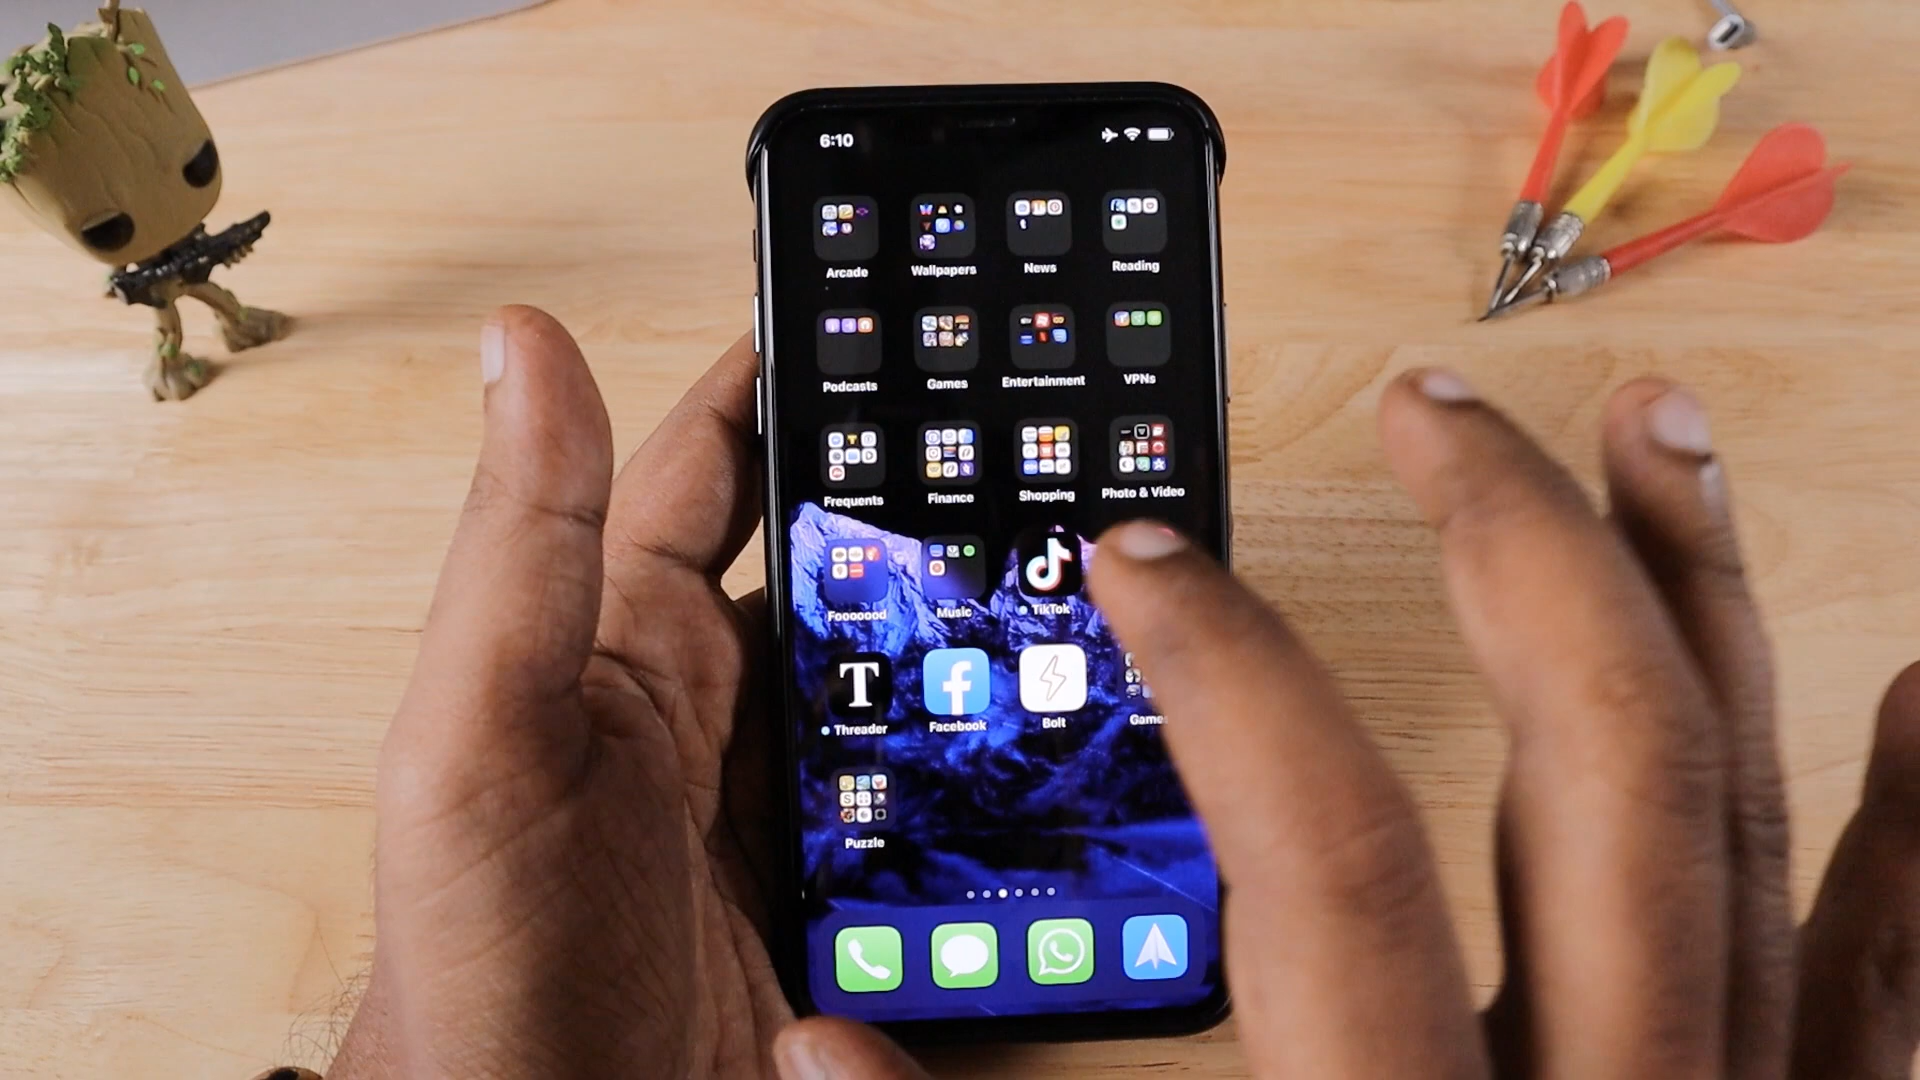 6:10
Arcade Wallpapers News Reading
Podcasts Games Entertainment VPNs
Frequents Finance Shopping Photo & Video
Fooooood Music TikTok
T
Threader Facebook Bolt Game
Puzzle